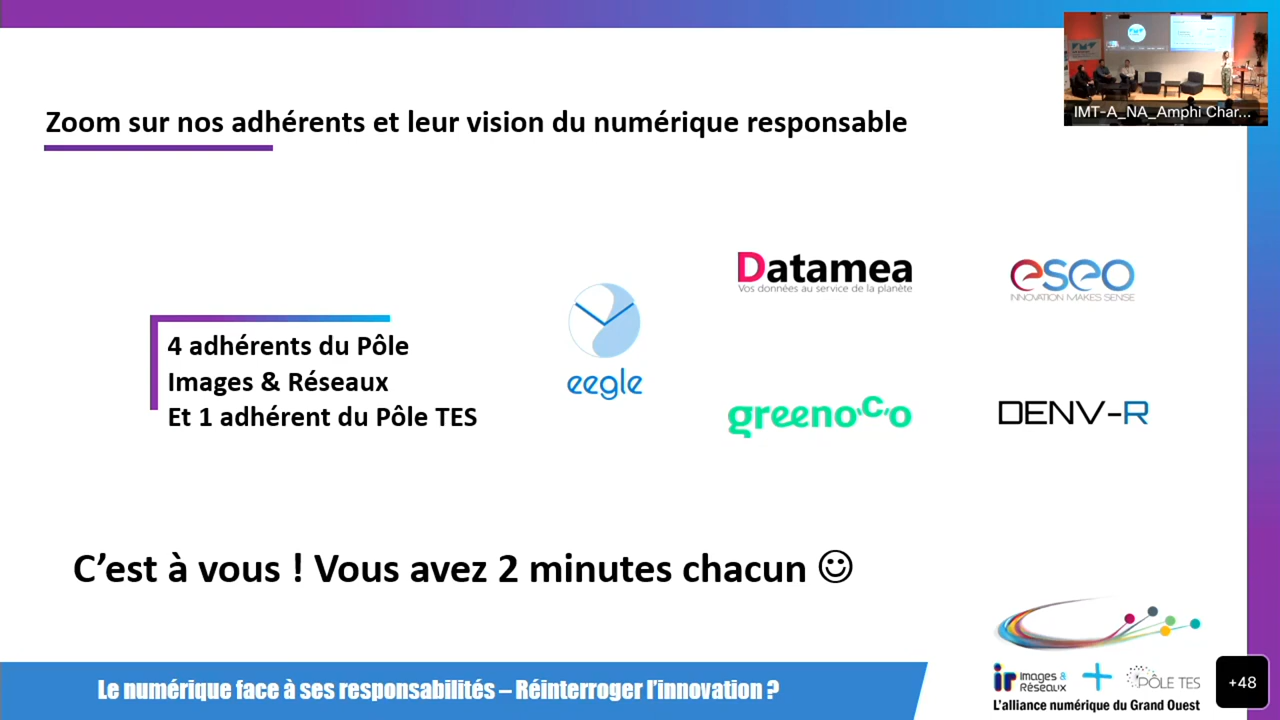 Zoom sur nos adhérents et leur vision du numérique responsable
IMT-A_NA_Amphi Char...
4 adhérents du Pôle
Images & Réseaux
Et 1 adhérent du Pôle TES
eegle
Datamea
Vos données au service de la planète
eseo
INNOVATION MAKES SENSE
greenoco
DENV-R
C'est à vous ! Vous avez 2 minutes chacun ☺
Le numérique face à ses responsabilités – Réinterroger l'innovation ?
ir Images & Réseaux + PÔLE TES
L'alliance numérique du Grand Ouest
+48